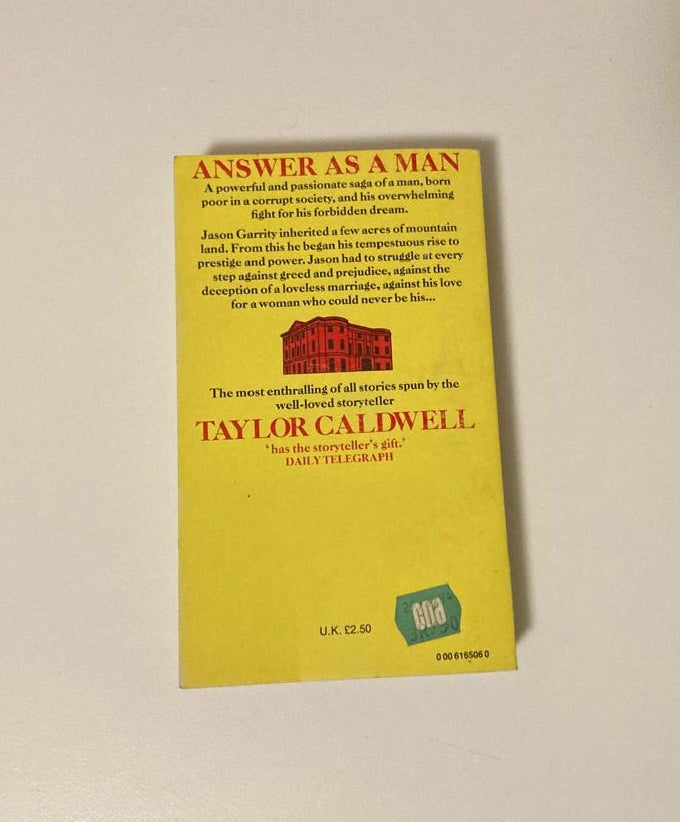 ANSWER AS A MAN
A powerful and passionate saga of a man, born
poor in a corrupt society, and his overwhelming
fight for his forbidden dream.
Jason Garrity inherited a few acres of mountain
land. From this he began his tempestuous rise to
prestige and power. Jason had to struggle at every
step against greed and prejudice, against the
deception of a loveless marriage, against his love
for a woman who could never be his...
The most enthralling of all stories spun by the
well-loved storyteller
TAYLOR CALDWELL
‘has the storyteller's gift.’
DAILY TELEGRAPH
U.K. £2.50
0 00 616506 0